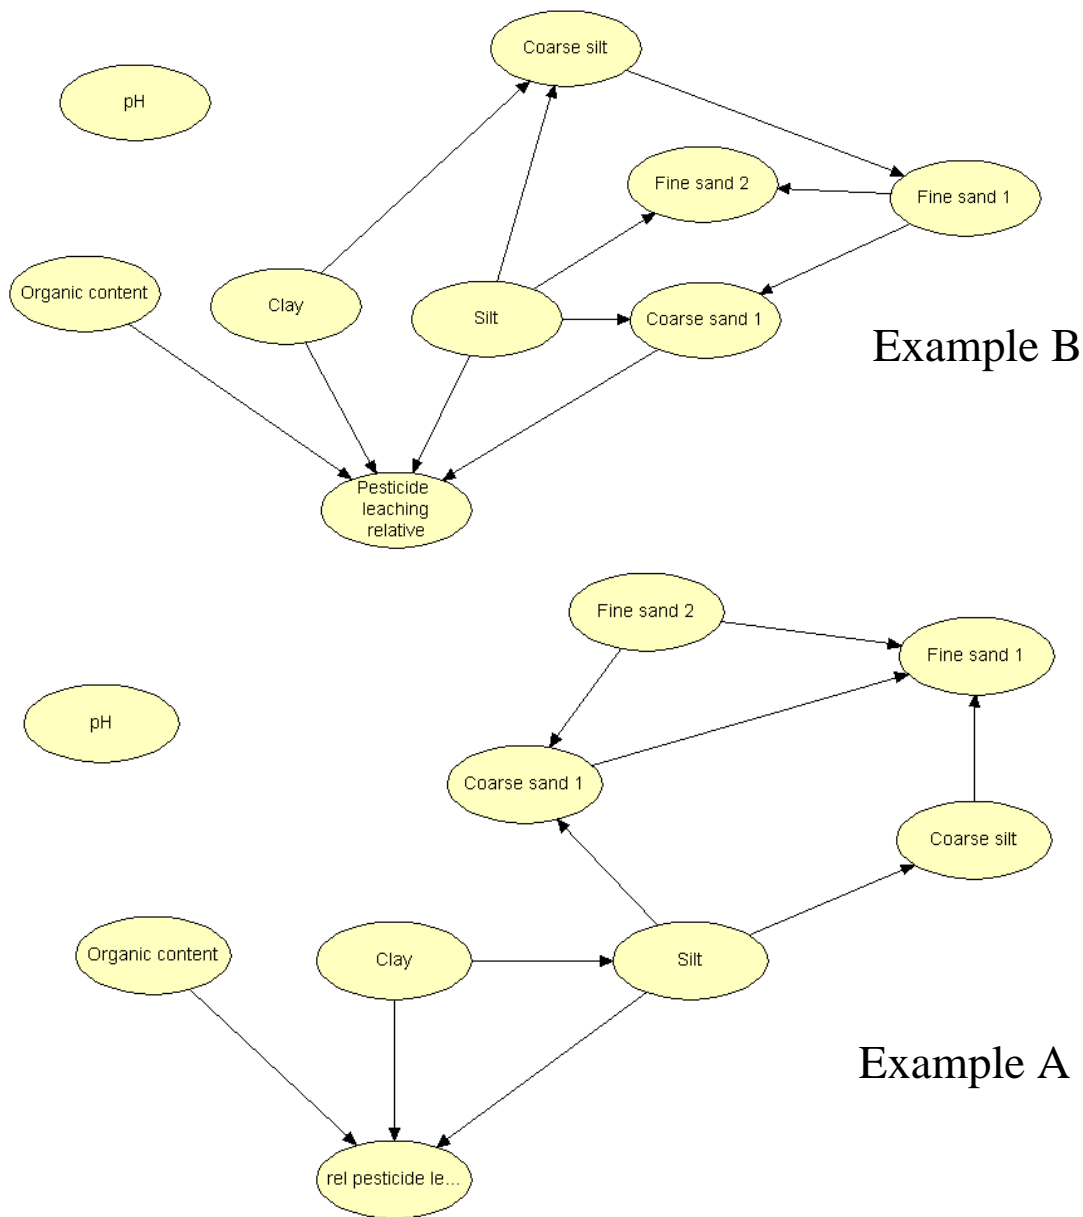 Coarse silt
pH
Fine sand 2
Fine sand 1
Organic content
Clay
Silt
Coarse sand 1
Example B
Pesticide
leaching
relative
Fine sand 2
Fine sand 1
pH
Coarse sand 1
Coarse silt
Organic content
Clay
Silt
Example A
rel pesticide le...